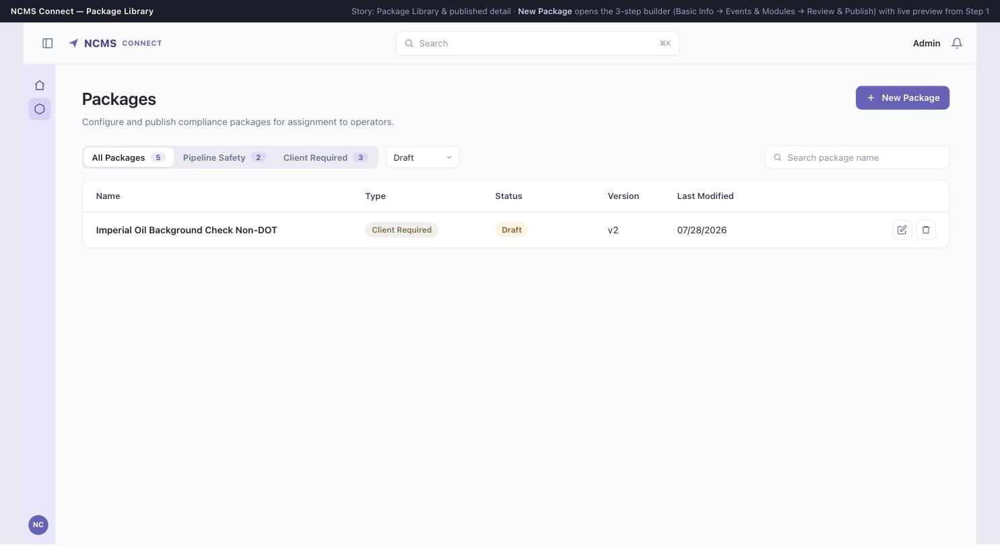 NCMS Connect — Package Library
Story: Package Library & published detail · New Package opens the 3-step builder (Basic Info → Events & Modules → Review & Publish) with live preview from Step 1
NCMS CONNECT
Search
⌘K
Admin
Packages
New Package
Configure and publish compliance packages for assignment to operators.
All Packages 5
Pipeline Safety 2
Client Required 3
Draft
Search package name
Name Type Status Version Last Modified
Imperial Oil Background Check Non-DOT Client Required Draft v2 07/28/2026
NC